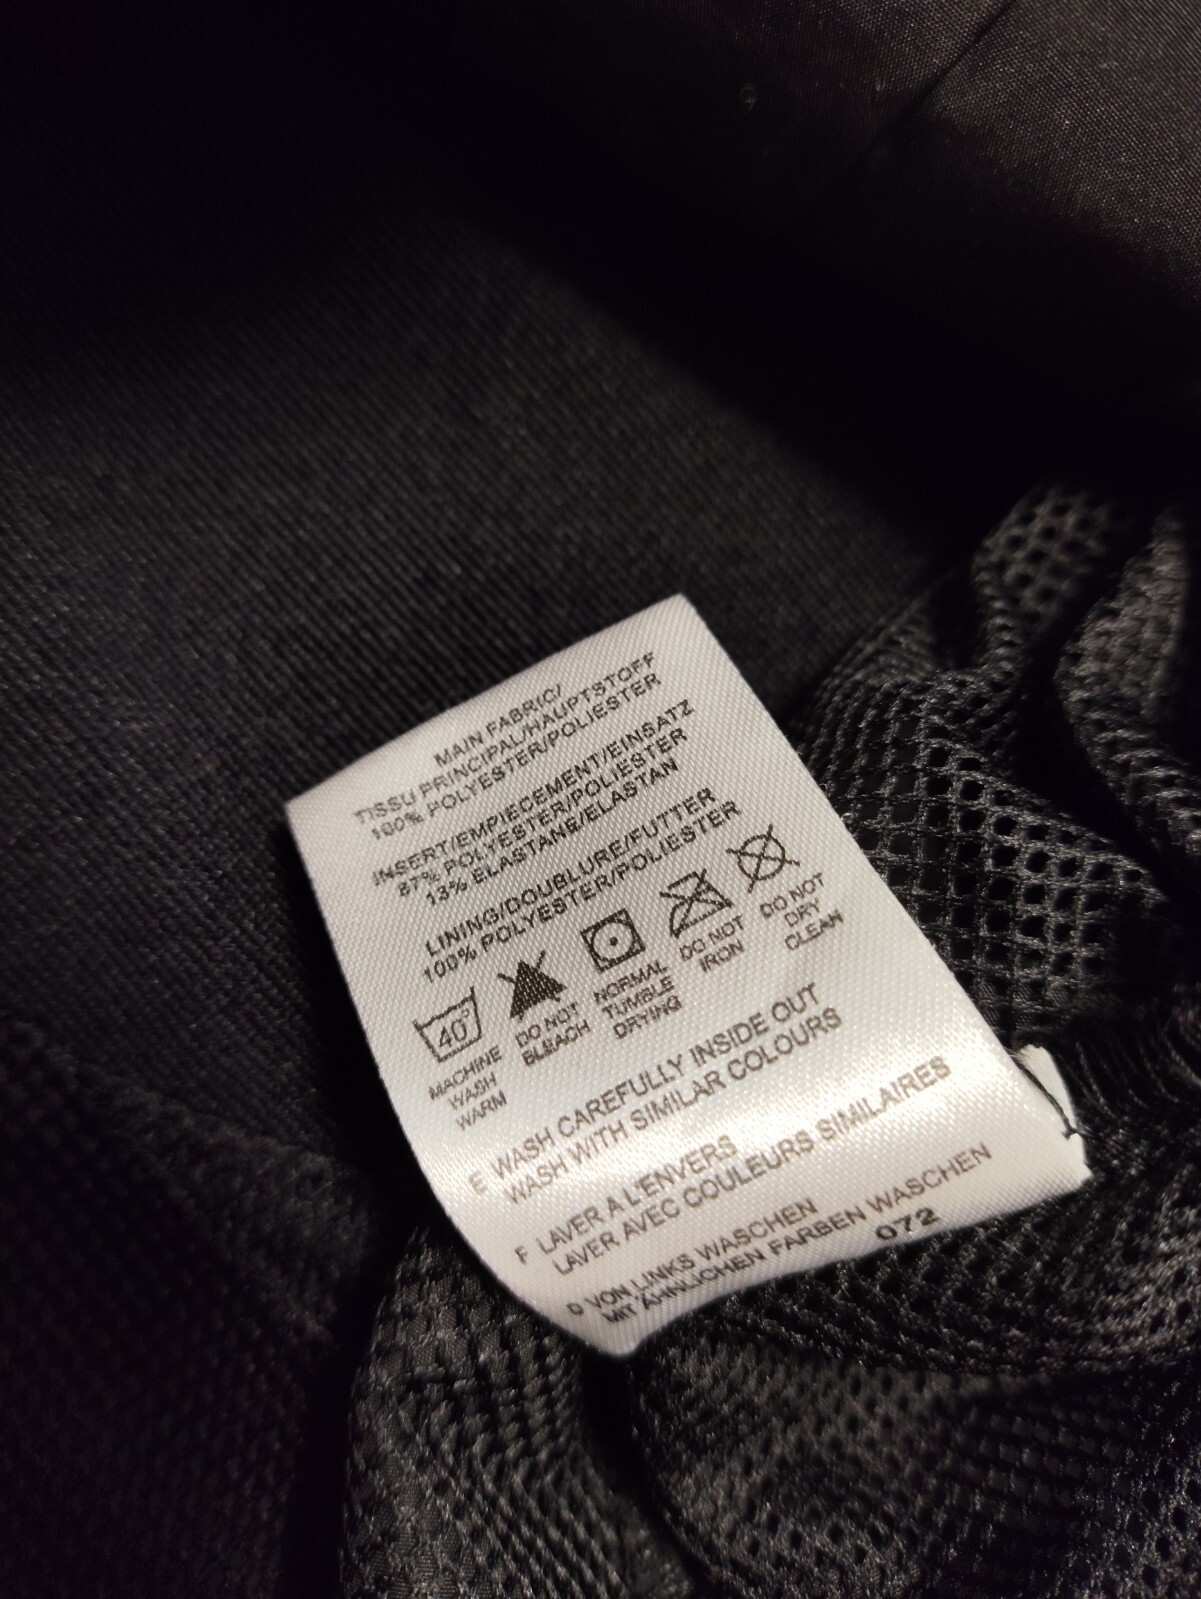 MAIN FABRIC/
TISSU PRINCIPAL/HAUPTSTOFF
100% POLYESTER/POLIESTER
INSERT/EMPIECEMENT/EINSATZ
87% POLYESTER/POLIESTER
13% ELASTANE/ELASTAN
LINING/DOUBLURE/FUTTER
100% POLYESTER/POLIESTER
40°
MACHINE
WASH
WARM
DO NOT
BLEACH
NORMAL
TUMBLE
DRYING
DO NOT
IRON
DO NOT
DRY
CLEAN
E WASH CAREFULLY INSIDE OUT
WASH WITH SIMILAR COLOURS
F LAVER A L'ENVERS
LAVER AVEC COULEURS SIMILAIRES
D VON LINKS WASCHEN
MIT ÄHNLICHEN FARBEN WASCHEN
072